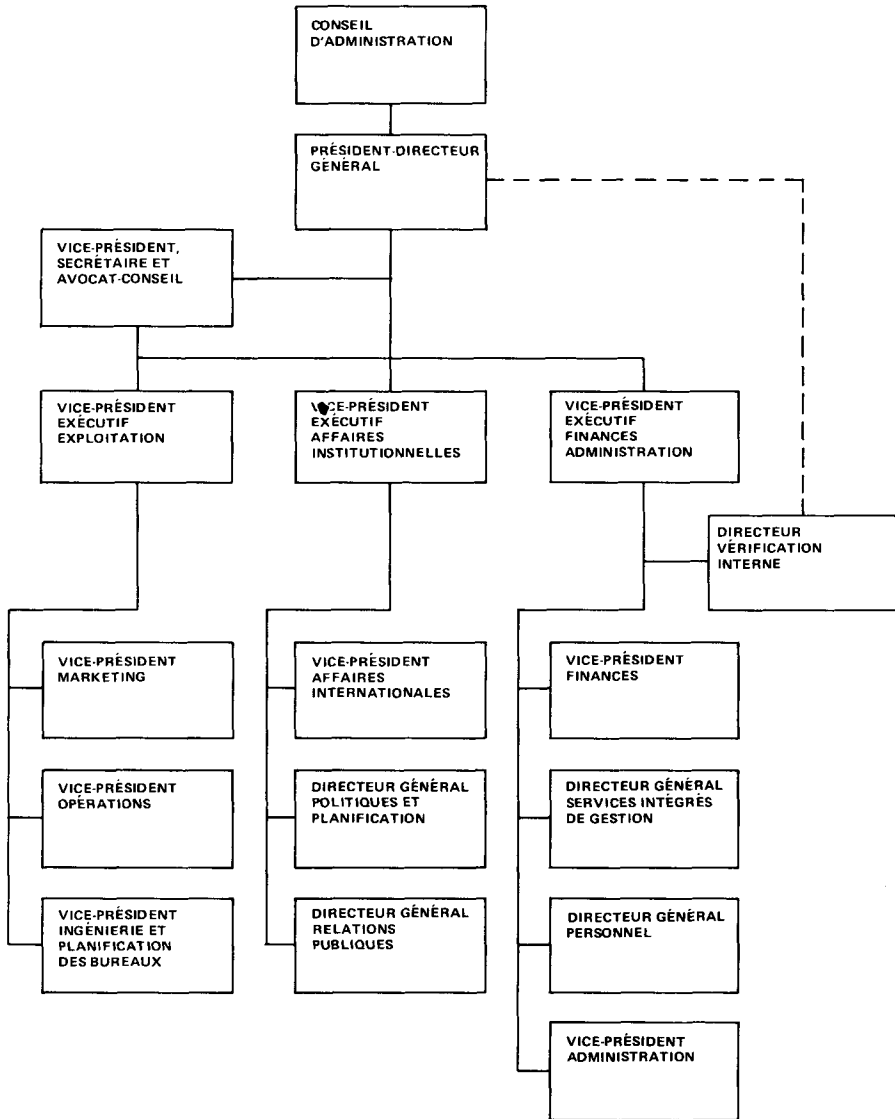 CONSEIL
D'ADMINISTRATION
PRÉSIDENT-DIRECTEUR
GÉNÉRAL
VICE-PRÉSIDENT,
SECRÉTAIRE ET
AVOCAT-CONSEIL
VICE-PRÉSIDENT
EXÉCUTIF
EXPLOITATION
VICE-PRÉSIDENT
EXÉCUTIF
AFFAIRES
INSTITUTIONNELLES
VICE-PRÉSIDENT
EXÉCUTIF
FINANCES
ADMINISTRATION
DIRECTEUR
VÉRIFICATION
INTERNE
VICE-PRÉSIDENT
MARKETING
VICE-PRÉSIDENT
AFFAIRES
INTERNATIONALES
VICE-PRÉSIDENT
FINANCES
VICE-PRÉSIDENT
OPÉRATIONS
DIRECTEUR GÉNÉRAL
POLITIQUES ET
PLANIFICATION
DIRECTEUR GÉNÉRAL
SERVICES INTÉGRÉS
DE GESTION
VICE-PRÉSIDENT
INGÉNIERIE ET
PLANIFICATION
DES BUREAUX
DIRECTEUR GÉNÉRAL
RELATIONS
PUBLIQUES
DIRECTEUR GÉNÉRAL
PERSONNEL
VICE-PRÉSIDENT
ADMINISTRATION